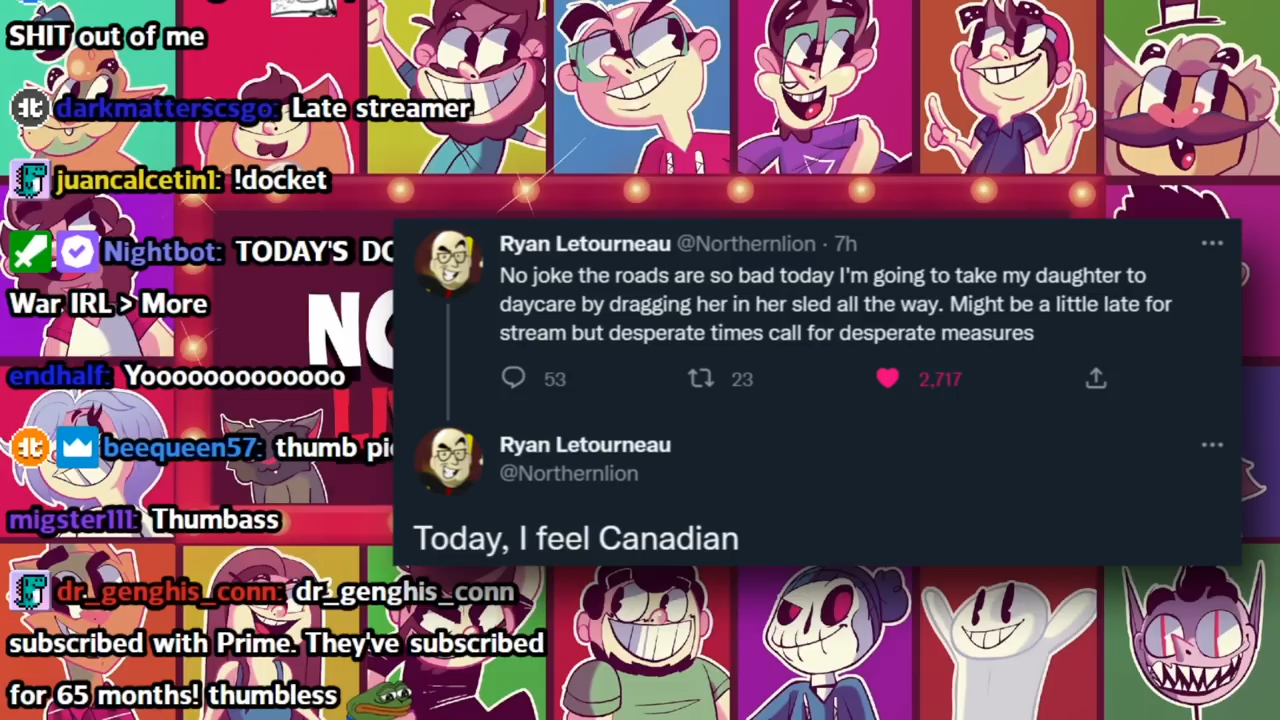 SHIT out of me
darkmatterscsgo: Late streamer
juancalcetin1: !docket
Nightbot: TODAY'S DO
War IRL > More
endhalf: Yooooooooooooo
beequeen57: thumb pi
migster111: Thumbass
dr_genghis_conn: dr_genghis_conn
subscribed with Prime. They've subscribed
for 65 months! thumbless
NO
Ryan Letourneau @Northernlion · 7h
No joke the roads are so bad today I'm going to take my daughter to
daycare by dragging her in her sled all the way. Might be a little late for
stream but desperate times call for desperate measures
53 23 2,717
Ryan Letourneau
@Northernlion
Today, I feel Canadian